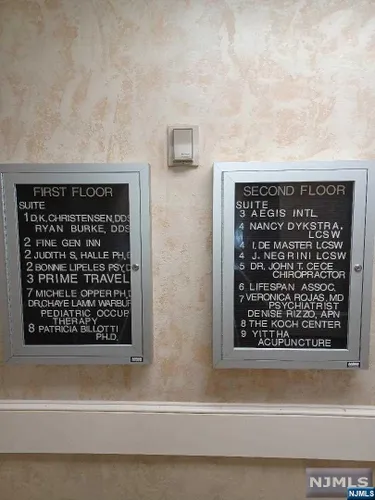 FIRST FLOOR
SUITE
1 D.K. CHRISTENSEN, DDS
RYAN BURKE, DDS
2 FINE GEN INN
2 JUDITH S, HALLE PH,
2 BONNIE LIPELES PSY,D
3 PRIME TRAVEL
7 MICHELE OPPER PH,
DR, CHAYE LAMM WARBUR
PEDIATRIC OCCUP
THERAPY
8 PATRICIA BILLOTTI
PH.D,
SECOND FLOOR
SUITE
3 AEGIS INTL
4 NANCY DYKSTRA,
LCSW
4 I. DE MASTER LCSW
4 J. NEGRINI LCSW
5 DR. JOHN T. CECE
CHIROPRACTOR
6 LIFESPAN ASSOC.
7 VERONICA ROJAS, MD
PSYCHIATRIST
DENISE RIZZO, APN
8 THE KOCH CENTER
9 YITTHA
ACUPUNCTURE
NJMLS
NJMLS